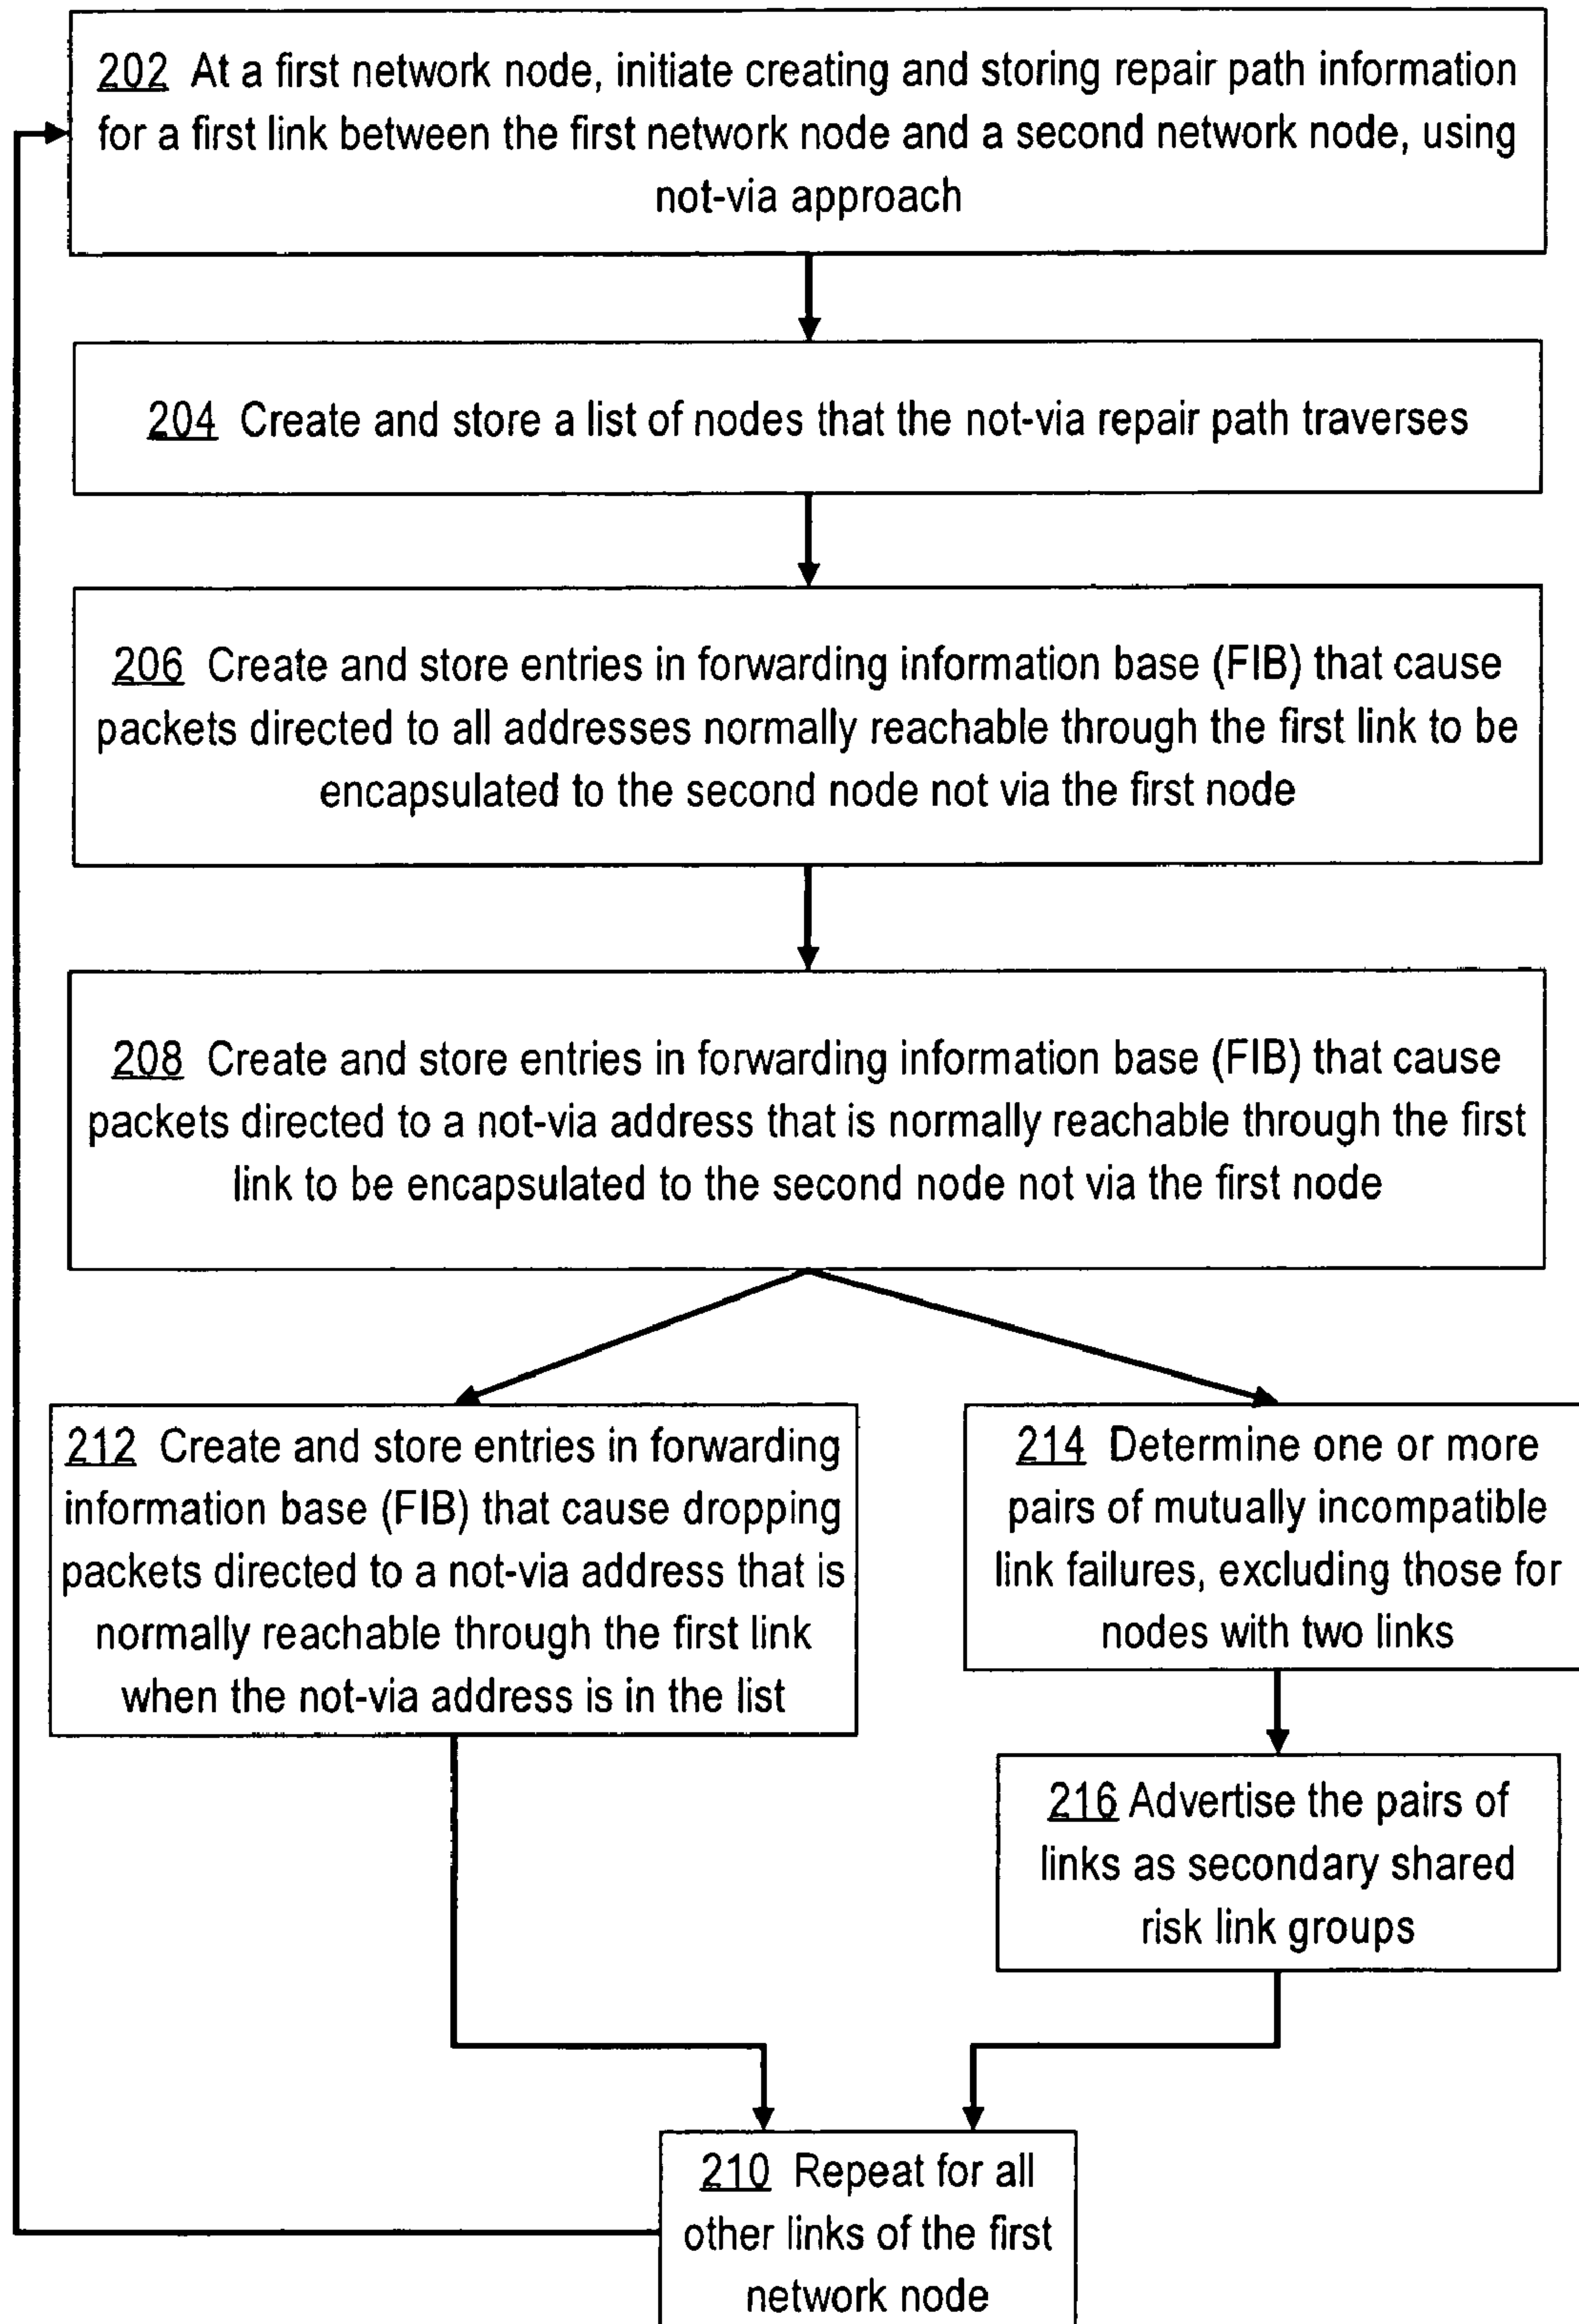 202 At a first network node, initiate creating and storing repair path information
for a first link between the first network node and a second network node, using
not-via approach
204 Create and store a list of nodes that the not-via repair path traverses
206 Create and store entries in forwarding information base (FIB) that cause
packets directed to all addresses normally reachable through the first link to be
encapsulated to the second node not via the first node
208 Create and store entries in forwarding information base (FIB) that cause
packets directed to a not-via address that is normally reachable through the first
link to be encapsulated to the second node not via the first node
212 Create and store entries in forwarding
information base (FIB) that cause dropping
packets directed to a not-via address that is
normally reachable through the first link
when the not-via address is in the list
214 Determine one or more
pairs of mutually incompatible
link failures, excluding those for
nodes with two links
216 Advertise the pairs of
links as secondary shared
risk link groups
210 Repeat for all
other links of the first
network node